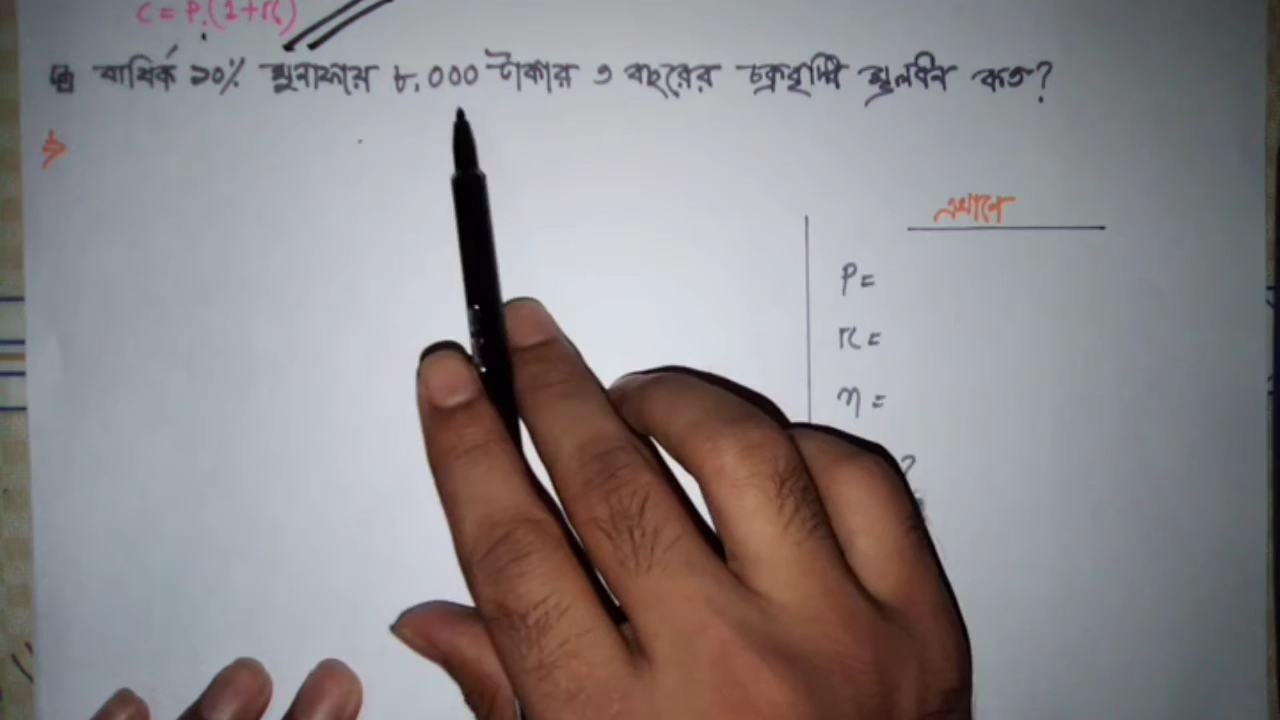 C = P.(1+r)
বার্ষিক ১০% মুনাফায় ৮,০০০ টাকার ৩ বছরের চক্রবৃদ্ধি মূলধন কত?
এখানে
P =
r =
n =
?